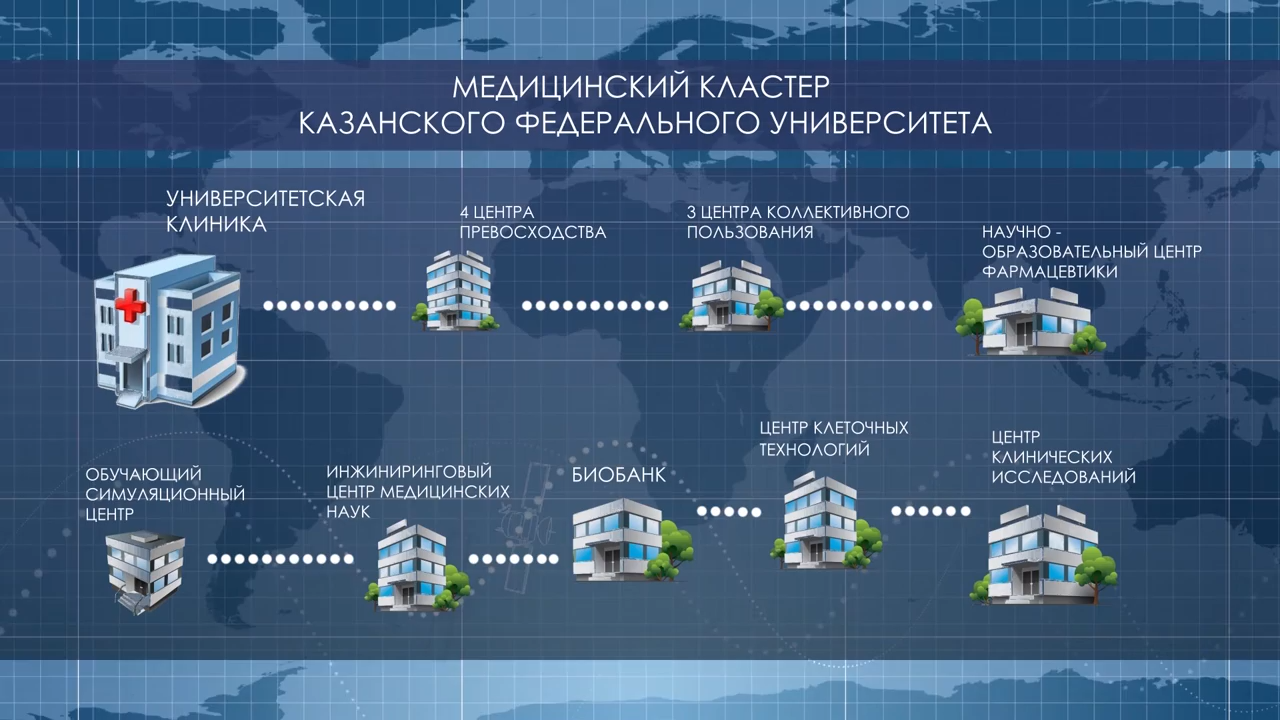 МЕДИЦИНСКИЙ КЛАСТЕР
КАЗАНСКОГО ФЕДЕРАЛЬНОГО УНИВЕРСИТЕТА
УНИВЕРСИТЕТСКАЯ
КЛИНИКА
4 ЦЕНТРА
ПРЕВОСХОДСТВА
3 ЦЕНТРА КОЛЛЕКТИВНОГО
ПОЛЬЗОВАНИЯ
НАУЧНО -
ОБРАЗОВАТЕЛЬНЫЙ ЦЕНТР
ФАРМАЦЕВТИКИ
ОБУЧАЮЩИЙ
СИМУЛЯЦИОННЫЙ
ЦЕНТР
ИНЖИНИРИНГОВЫЙ
ЦЕНТР МЕДИЦИНСКИХ
НАУК
БИОБАНК
ЦЕНТР КЛЕТОЧНЫХ
ТЕХНОЛОГИЙ
ЦЕНТР
КЛИНИЧЕСКИХ
ИССЛЕДОВАНИЙ